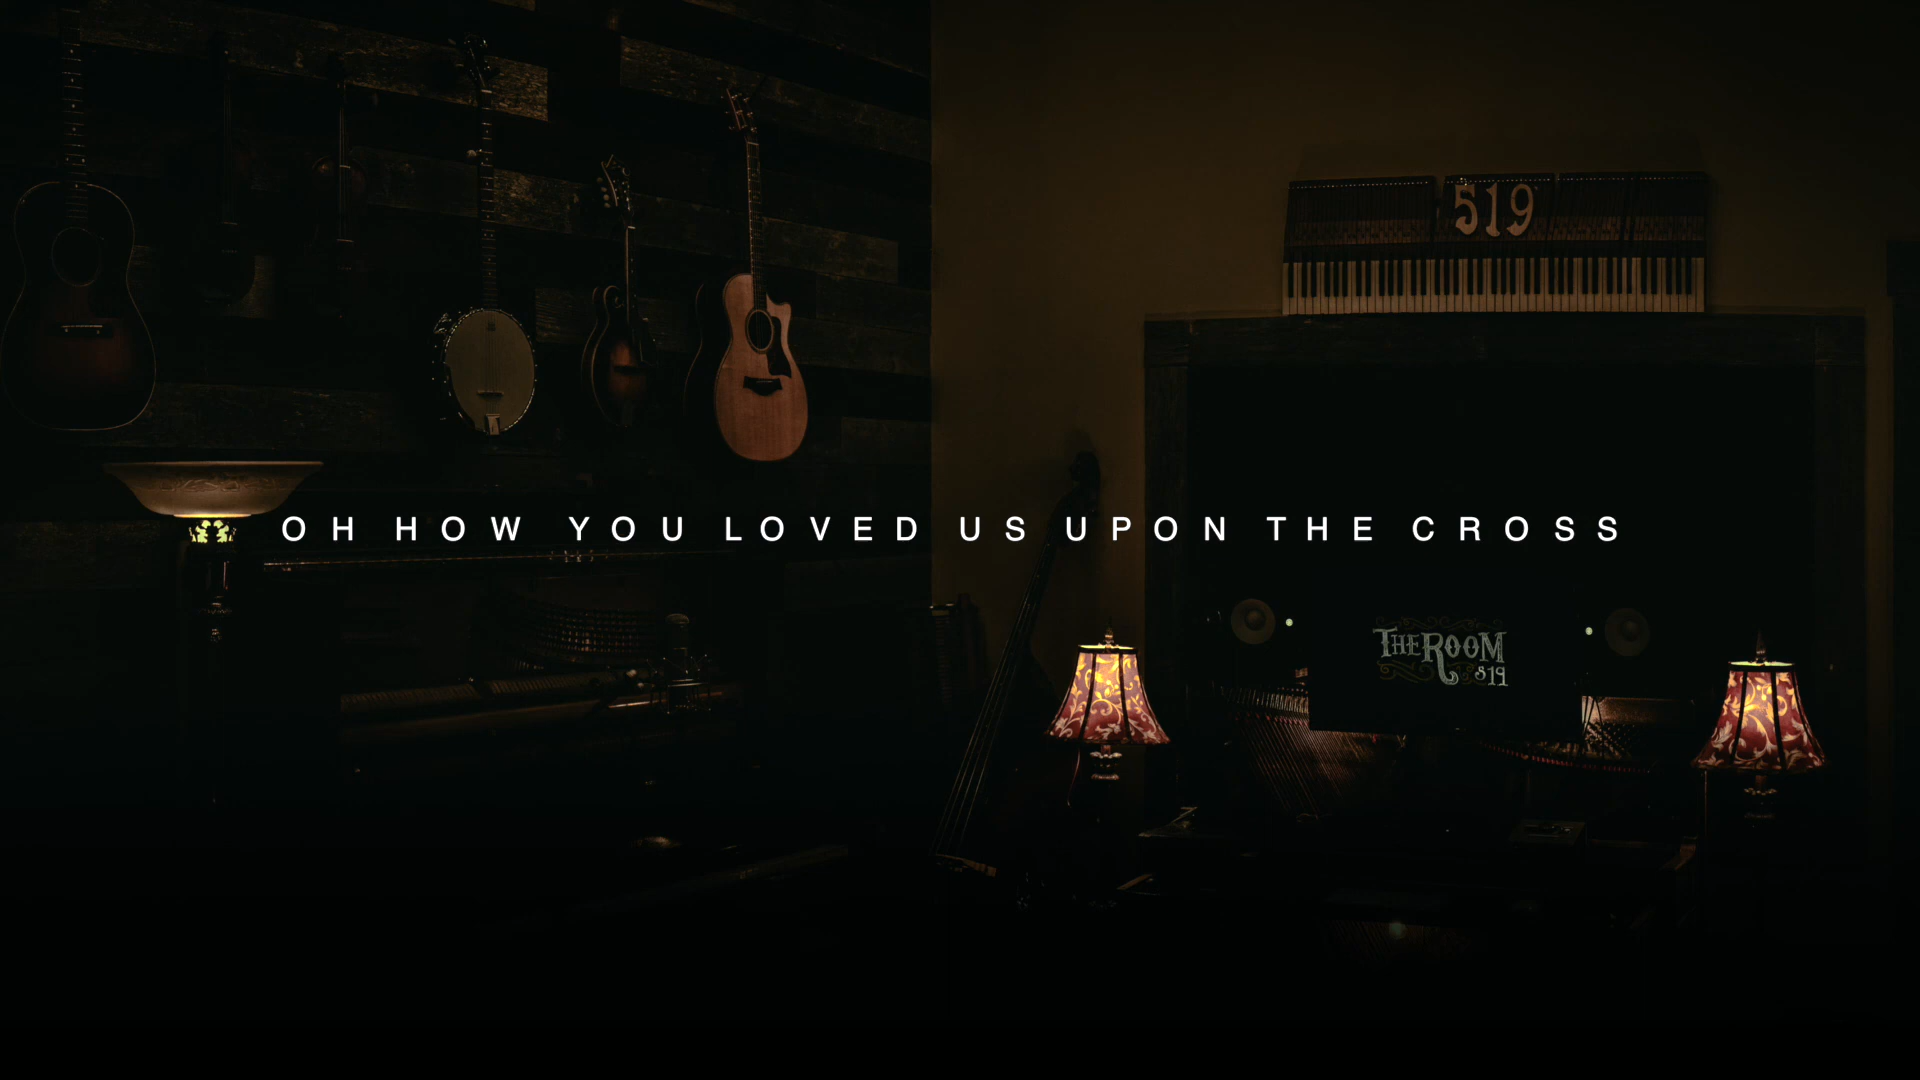 519
OH HOW YOU LOVED US UPON THE CROSS
THE ROOM
519